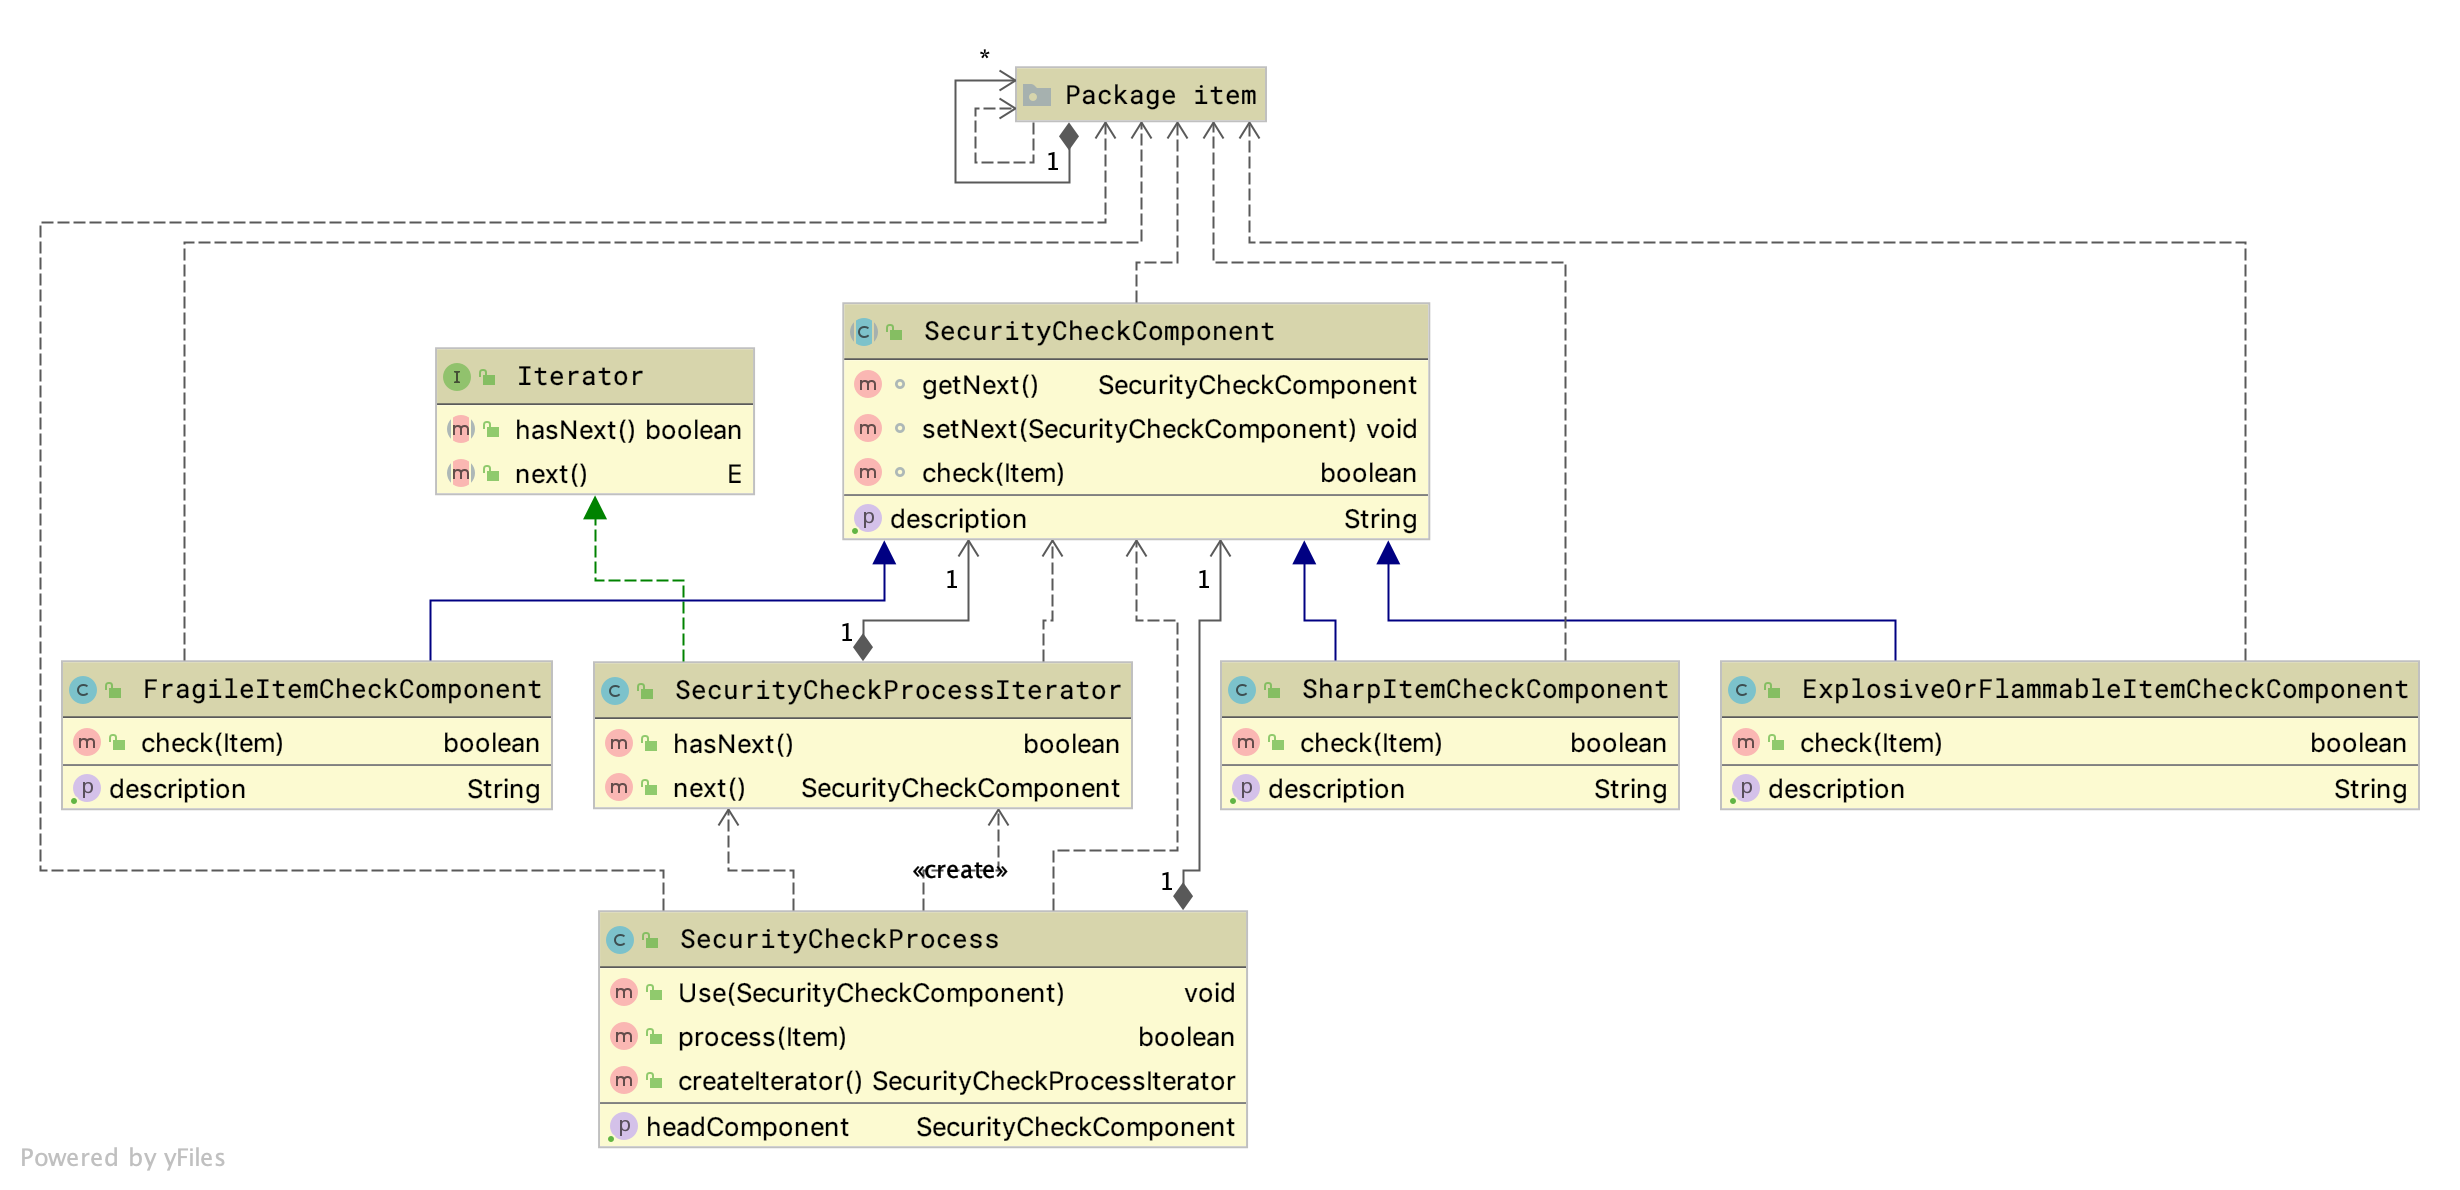 *
Package item
1
SecurityCheckComponent
getNext() SecurityCheckComponent
setNext(SecurityCheckComponent) void
check(Item) boolean
description String
I Iterator
m hasNext() boolean
m next() E
1
1
1
C FragileItemCheckComponent
m check(Item) boolean
p description String
C SecurityCheckProcessIterator
m hasNext() boolean
m next() SecurityCheckComponent
C SharpItemCheckComponent
m check(Item) boolean
p description String
C ExplosiveOrFlammableItemCheckComponent
m check(Item) boolean
p description String
«create»
1
C SecurityCheckProcess
m Use(SecurityCheckComponent) void
m process(Item) boolean
m createIterator() SecurityCheckProcessIterator
p headComponent SecurityCheckComponent
Powered by yFiles